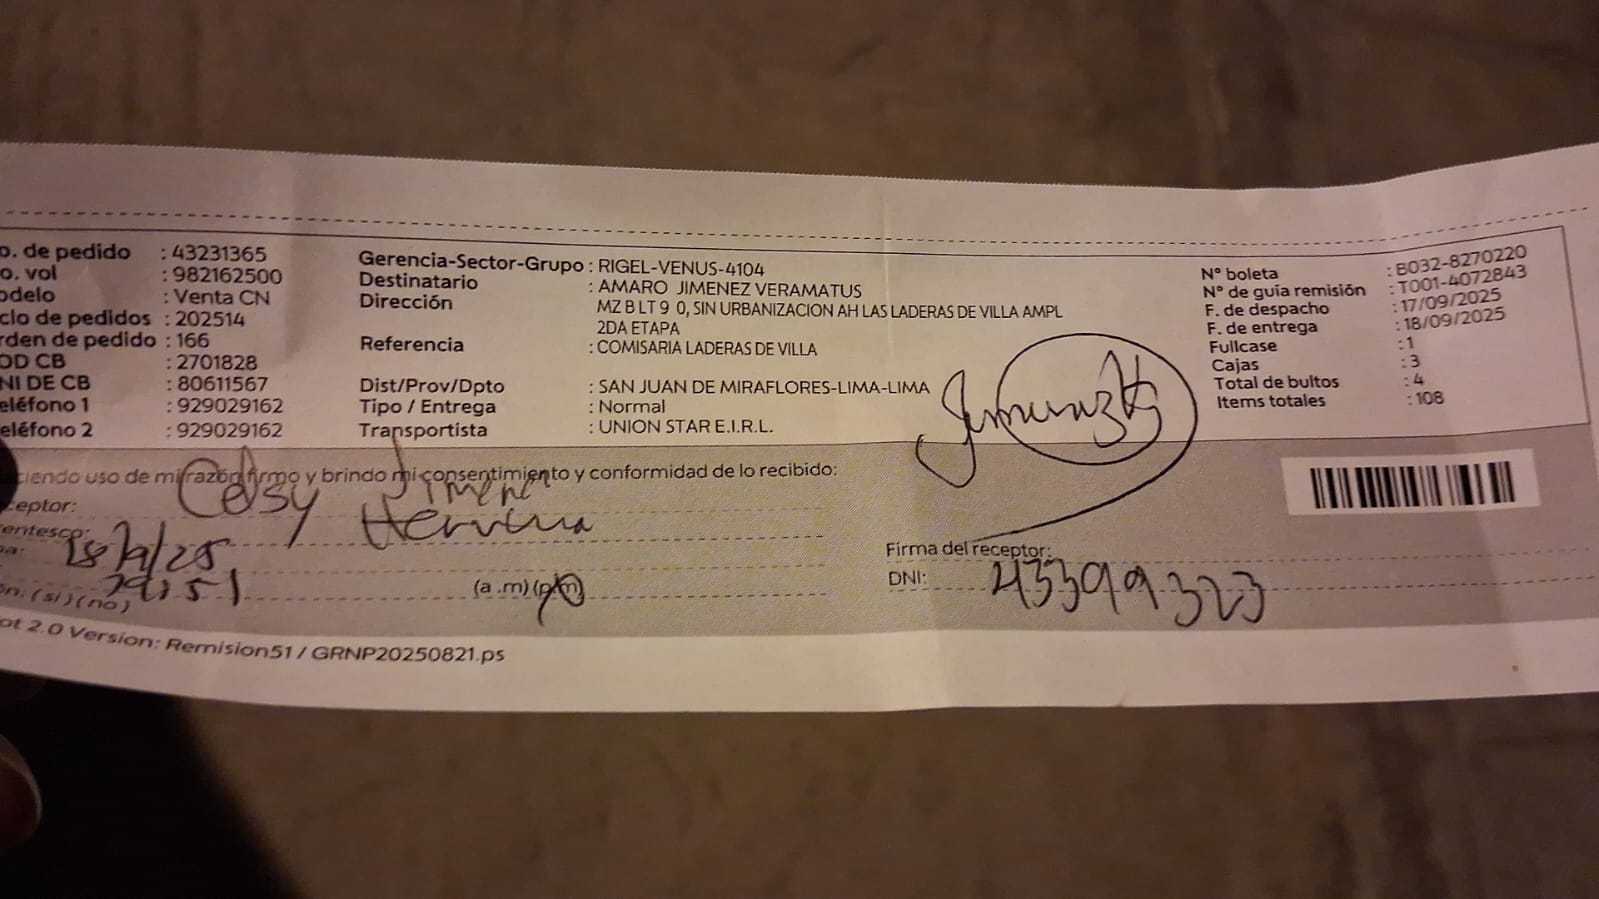 o. de pedido : 43231365
o. vol : 982162500
odelo : Venta CN
clo de pedidos : 202514
rden de pedido : 166
OD CB : 2701828
NI DE CB : 80611567
eléfono 1 : 929029162
eléfono 2 : 929029162
Gerencia-Sector-Grupo : RIGEL-VENUS-4104
Destinatario : AMARO JIMENEZ VERAMATUS
Dirección MZ B LT 9 0, SIN URBANIZACION AH LAS LADERAS DE VILLA AMPL
2DA ETAPA
Referencia : COMISARIA LADERAS DE VILLA
Dist/Prov/Dpto : SAN JUAN DE MIRAFLORES-LIMA-LIMA
Tipo / Entrega : Normal
Transportista : UNION STAR E.I.R.L.
N° boleta : B032-8270220
N° de guía remisión : T001-4072843
F. de despacho : 17/09/2025
F. de entrega : 18/09/2025
Fullcase : 1
Cajas : 3
Total de bultos : 4
Items totales : 108
ciendo uso de mi razón firmo y brindo mi consentimiento y conformidad de lo recibido:
ceptor: Jimene
Herrera
entesco:
a: 18/9/25
(a .m) (p.m)
ón: (si) (no)
Firma del receptor:
DNI: 43399323
ot 2.0 Version: Remision51 / GRNP20250821.ps